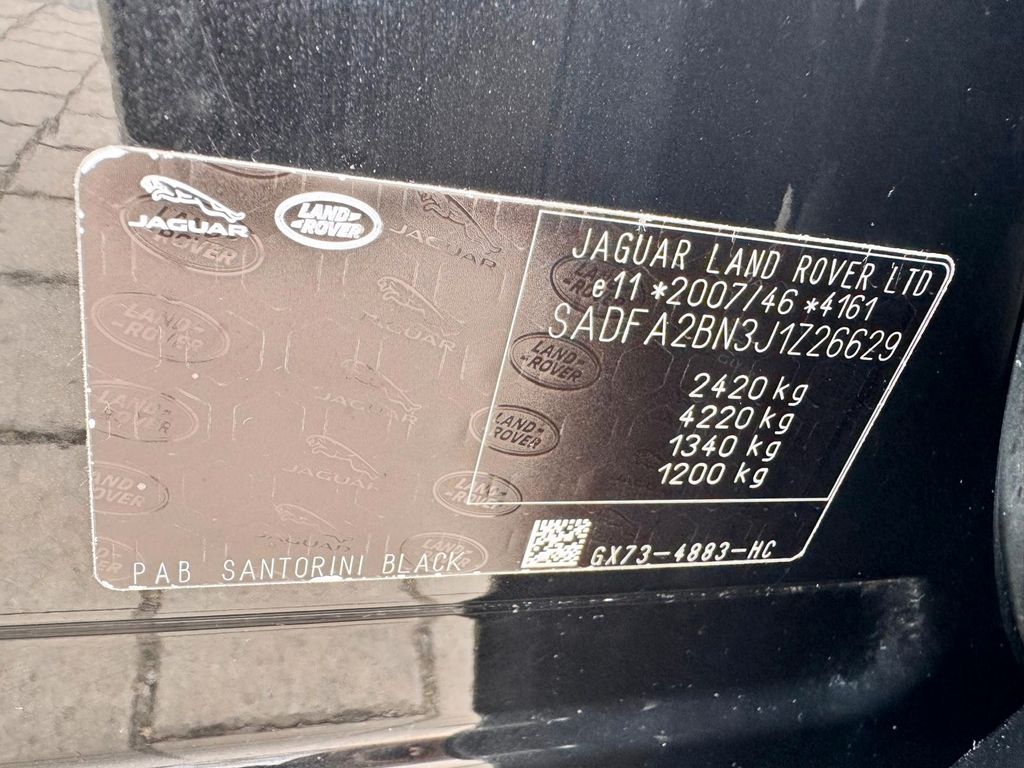 JAGUAR
LAND-
-ROVER
JAGUAR LAND ROVER LTD
e11 *2007/46 *4161
SADFA2BN3J1Z26629
2420 kg
4220 kg
1340 kg
1200 kg
GX73-4883-HC
PAB SANTORINI BLACK